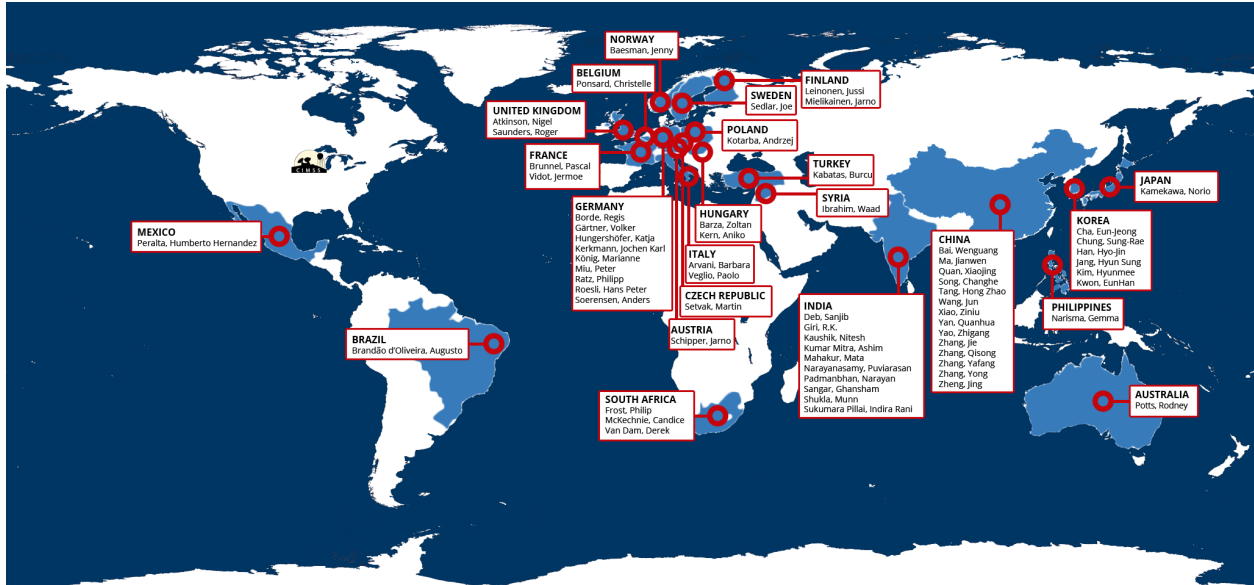 NORWAY
Baesman, Jenny
BELGIUM
Ponsard, Christelle
FINLAND
Leinonen, Jussi
Mielikainen, Jarno
SWEDEN
Sedlar, Joe
UNITED KINGDOM
Atkinson, Nigel
Saunders, Roger
POLAND
Kotarba, Andrzej
FRANCE
Brunnel, Pascal
Vidot, Jermoe
TURKEY
Kabatas, Burcu
CIMSS
JAPAN
Kamekawa, Norio
SYRIA
Ibrahim, Waad
GERMANY
Borde, Regis
Gärtner, Volker
Hungershöfer, Katja
Kerkmann, Jochen Karl
König, Marianne
Miu, Peter
Ratz, Philipp
Roesli, Hans Peter
Soerensen, Anders
HUNGARY
Barza, Zoltan
Kern, Aniko
KOREA
Cha, Eun-Jeong
Chung, Sung-Rae
Han, Hyo-Jin
Jang, Hyun Sung
Kim, Hyunmee
Kwon, EunHan
MEXICO
Peralta, Humberto Hernandez
CHINA
Bai, Wenguang
Ma, Jianwen
Quan, Xiaojing
Song, Changhe
Tang, Hong Zhao
Wang, Jun
Xiao, Ziniu
Yan, Quanhua
Yao, Zhigang
Zhang, Jie
Zhang, Qisong
Zhang, Yafang
Zhang, Yong
Zheng, Jing
ITALY
Arvani, Barbara
Veglio, Paolo
CZECH REPUBLIC
Setvak, Martin
INDIA
Deb, Sanjib
Giri, R.K.
Kaushik, Nitesh
Kumar Mitra, Ashim
Mahakur, Mata
Narayanasamy, Puviarasan
Padmanbhan, Narayan
Sangar, Ghansham
Shukla, Munn
Sukumara Pillai, Indira Rani
PHILIPPINES
Narisma, Gemma
AUSTRIA
Schipper, Jarno
BRAZIL
Brandão d'Oliveira, Augusto
AUSTRALIA
Potts, Rodney
SOUTH AFRICA
Frost, Philip
McKechnie, Candice
Van Dam, Derek